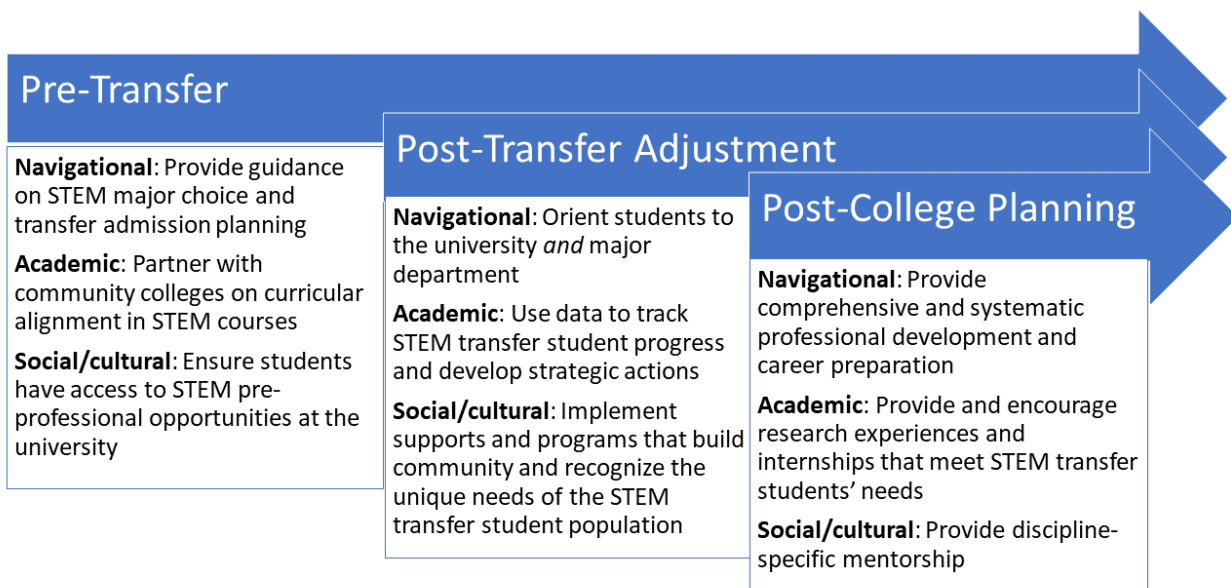 Pre-Transfer
Navigational: Provide guidance
on STEM major choice and
transfer admission planning
Academic: Partner with
community colleges on curricular
alignment in STEM courses
Social/cultural: Ensure students
have access to STEM pre-
professional opportunities at the
university
Post-Transfer Adjustment
Navigational: Orient students to
the university and major
department
Academic: Use data to track
STEM transfer student progress
and develop strategic actions
Social/cultural: Implement
supports and programs that build
community and recognize the
unique needs of the STEM
transfer student population
Post-College Planning
Navigational: Provide
comprehensive and systematic
professional development and
career preparation
Academic: Provide and encourage
research experiences and
internships that meet STEM transfer
students’ needs
Social/cultural: Provide discipline-
specific mentorship